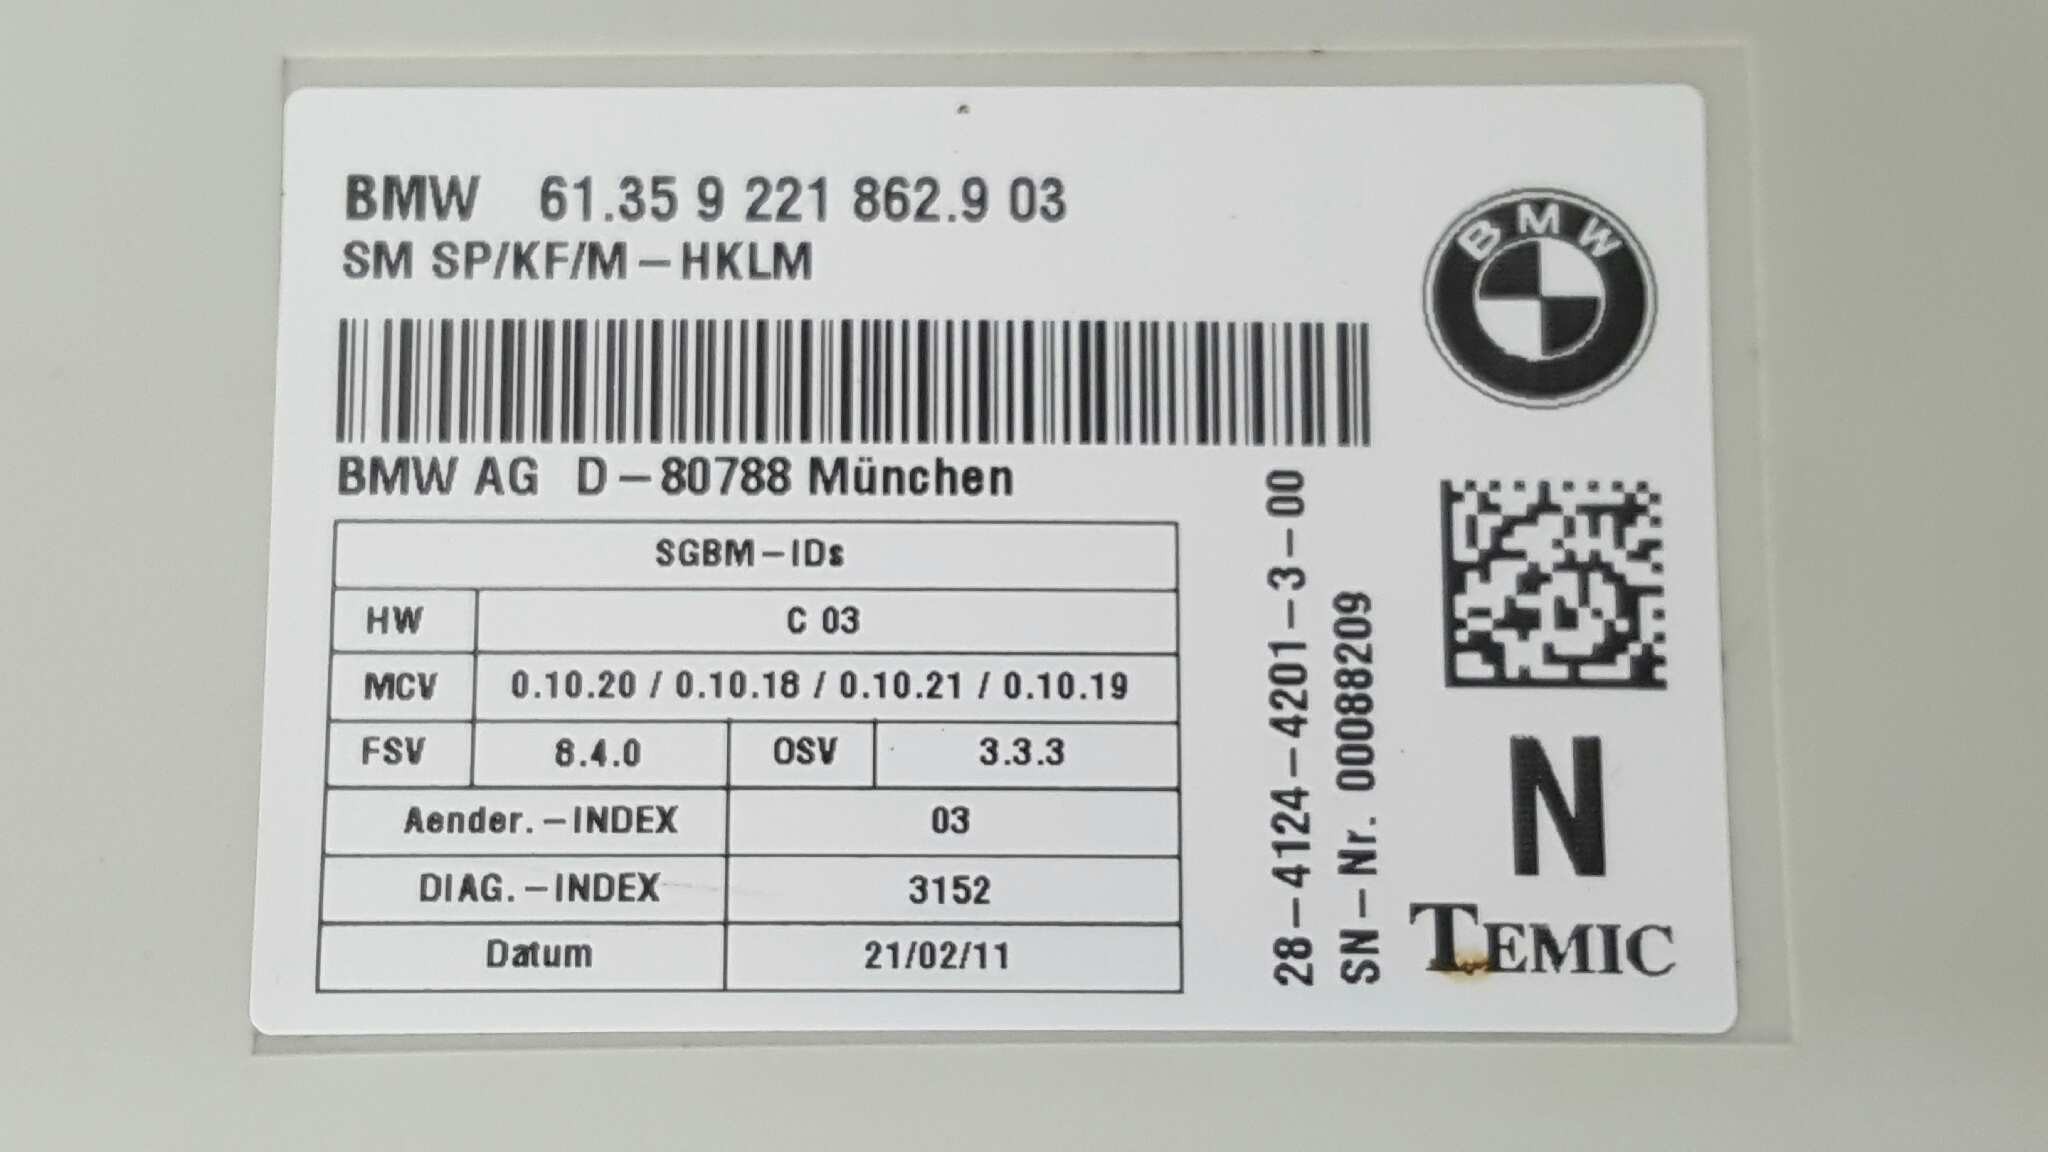 BMW 61.35 9 221 862.9 03
SM SP/KF/M-HKLM
BMW
BMW AG D-80788 München
SGBM-IDs
HW C 03
MCV 0.10.20 / 0.10.18 / 0.10.21 / 0.10.19
FSV 8.4.0 OSV 3.3.3
Aender.-INDEX 03
DIAG.-INDEX 3152
Datum 21/02/11
28-4124-4201-3-00
SN-Nr. 00088209
N
TEMIC